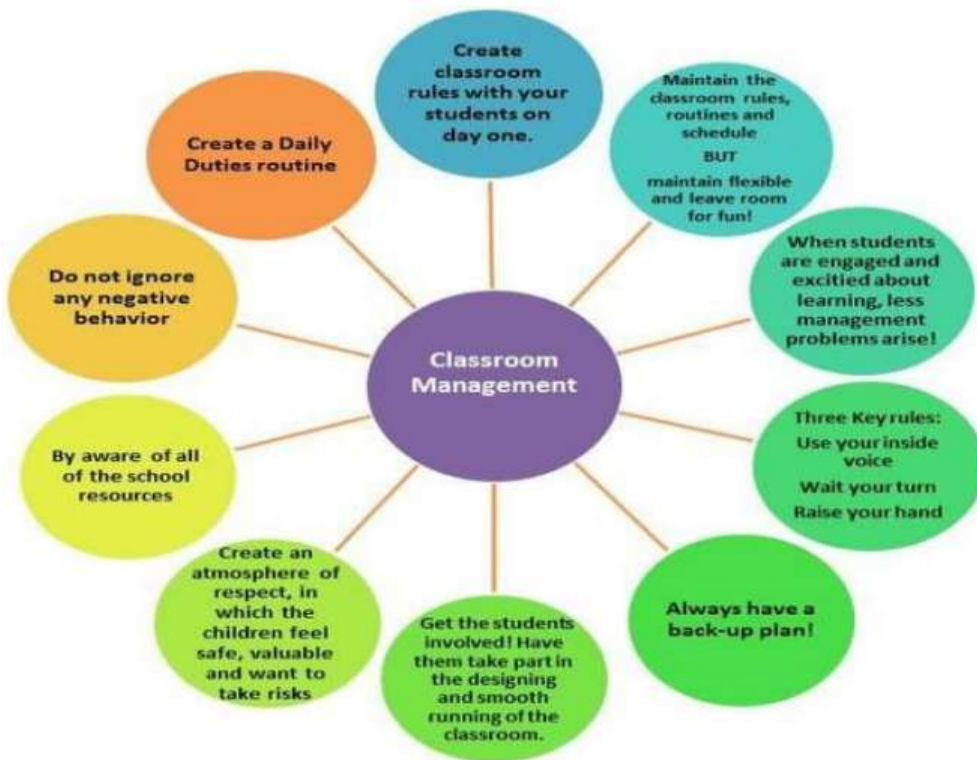 Classroom
Management
Create
classroom
rules with your
students on
day one.
Maintain the
classroom rules,
routines and
schedule
BUT
maintain flexible
and leave room
for fun!
When students
are engaged and
excitied about
learning, less
management
problems arise!
Three Key rules:
Use your inside
voice
Wait your turn
Raise your hand
Always have a
back-up plan!
Get the students
involved! Have
them take part in
the designing
and smooth
running of the
classroom.
Create an
atmosphere of
respect, in
which the
children feel
safe, valuable
and want to
take risks
By aware of all
of the school
resources
Do not ignore
any negative
behavior
Create a Daily
Duties routine